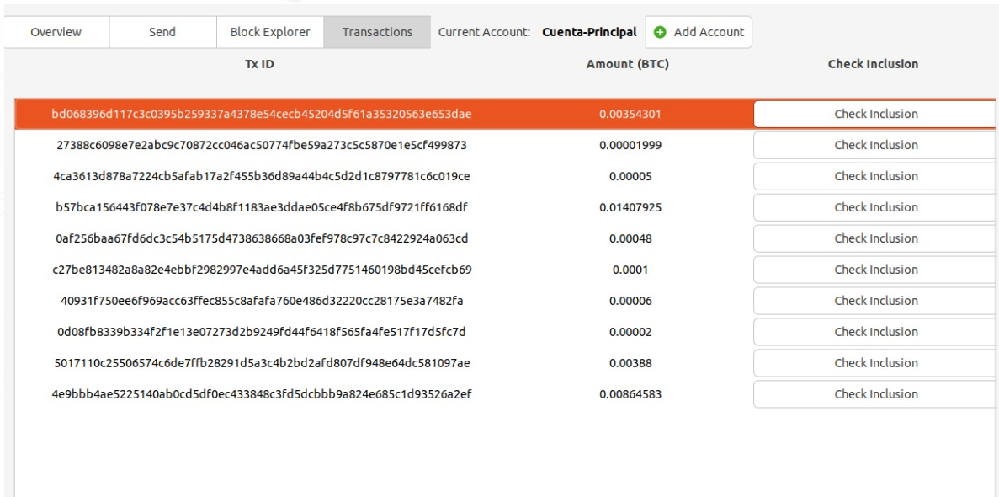 Overview Send Block Explorer Transactions Current Account: Cuenta-Principal Add Account
Tx ID Amount (BTC) Check Inclusion
bd068396d117c3c0395b259337a4378e54cecb45204d5f61a35320563e653dae 0.00354301 Check Inclusion
27388c6098e7e2abc9c70872cc046ac50774fbe59a273c5c5870e1e5cf499873 0.00001999 Check Inclusion
4ca3613d878a7224cb5afab17a2f455b36d89a44b4c5d2d1c8797781c6c019ce 0.00005 Check Inclusion
b57bca156443f078e7e37c4d4b8f1183ae3ddae05ce4f8b675df9721ff6168df 0.01407925 Check Inclusion
0af256baa67fd6dc3c54b5175d4738638668a03fef978c97c7c8422924a063cd 0.00048 Check Inclusion
c27be813482a8a82e4ebbf2982997e4add6a45f325d7751460198bd45cefcb69 0.0001 Check Inclusion
40931f750ee6f969acc63ffec855c8afafa760e486d32220cc28175e3a7482fa 0.00006 Check Inclusion
0d08fb8339b334f2f1e13e07273d2b9249fd44f6418f565fa4fe517f17d5fc7d 0.00002 Check Inclusion
5017110c25506574c6de7ffb28291d5a3c4b2bd2afd807df948e64dc581097ae 0.00388 Check Inclusion
4e9bbb4ae5225140ab0cd5df0ec433848c3fd5dcbbb9a824e685c1d93526a2ef 0.00864583 Check Inclusion